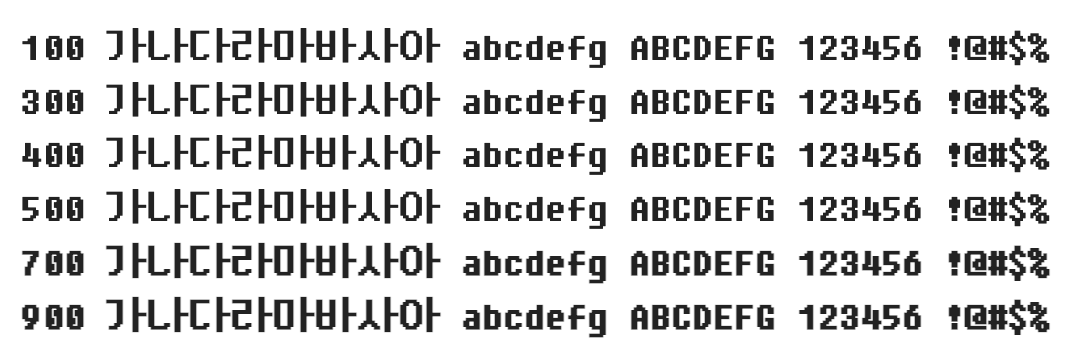 100 가나다라마바사아 abcdefg ABCDEFG 123456 !@#$%
300 가나다라마바사아 abcdefg ABCDEFG 123456 !@#$%
400 가나다라마바사아 abcdefg ABCDEFG 123456 !@#$%
500 가나다라마바사아 abcdefg ABCDEFG 123456 !@#$%
700 가나다라마바사아 abcdefg ABCDEFG 123456 !@#$%
900 가나다라마바사아 abcdefg ABCDEFG 123456 !@#$%